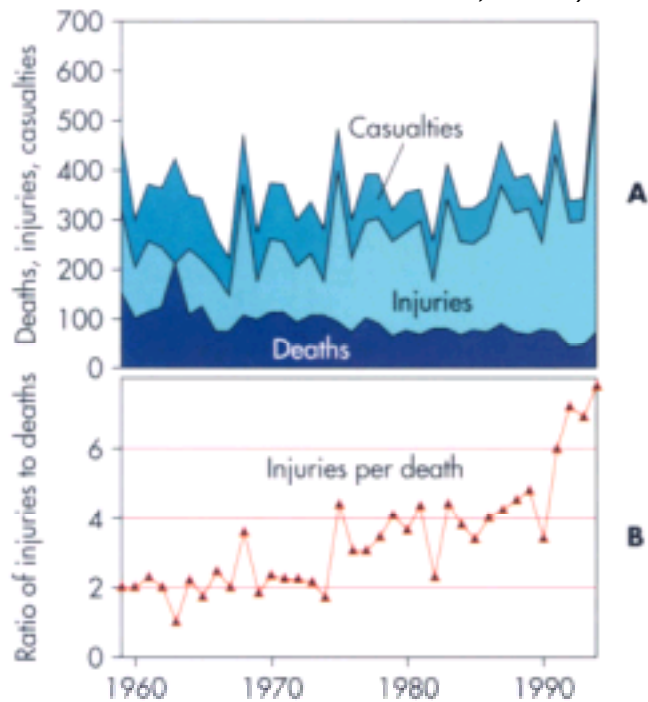 700
600
500
400
300
200
100
0
Deaths, injuries, casualties
Casualties
Injuries
Deaths
A
6
4
2
0
Ratio of injuries to deaths
Injuries per death
B
1960 1970 1980 1990